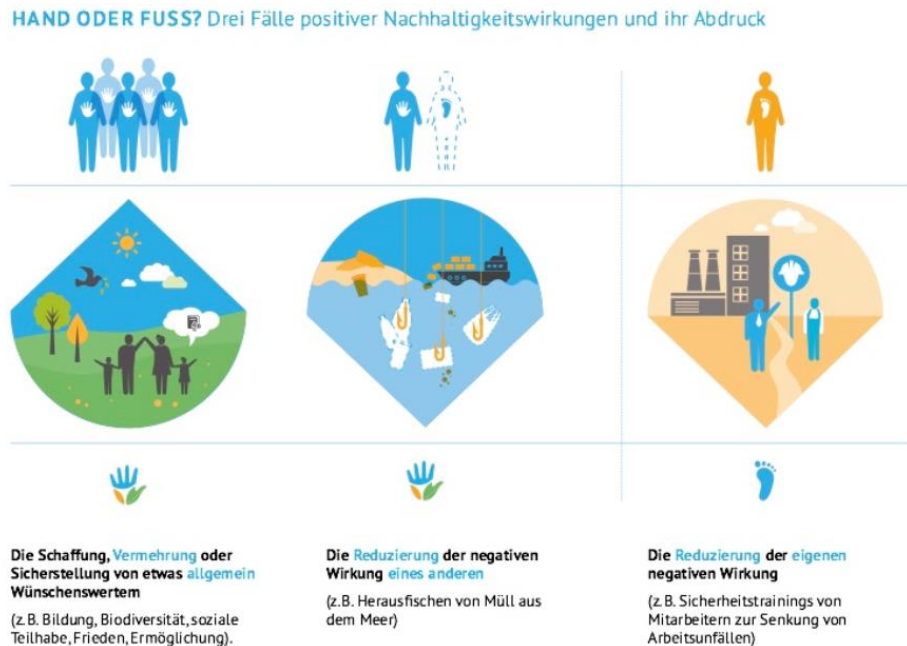 HAND ODER FUSS? Drei Fälle positiver Nachhaltigkeitswirkungen und ihr Abdruck
Die Schaffung, Vermehrung oder
Sicherstellung von etwas allgemein
Wünschenswertem
(z.B. Bildung, Biodiversität, soziale
Teilhabe, Frieden, Ermöglichung).
Die Reduzierung der negativen
Wirkung eines anderen
(z.B. Herausfischen von Müll aus
dem Meer)
Die Reduzierung der eigenen
negativen Wirkung
(z.B. Sicherheitstrainings von
Mitarbeitern zur Senkung von
Arbeitsunfällen)